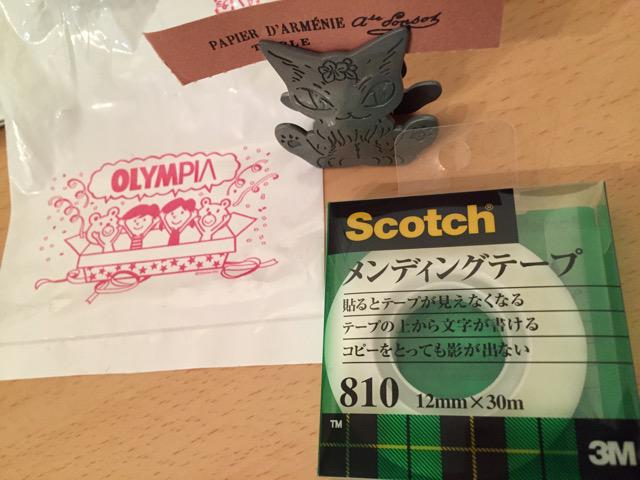 PAPIER D'ARMÉNIE
OLYMPIA
Scotch®
メンディングテープ
貼るとテープが見えなくなる
テープの上から文字が書ける
コピーをとっても影が出ない
810 12mm×30m
TM
3M